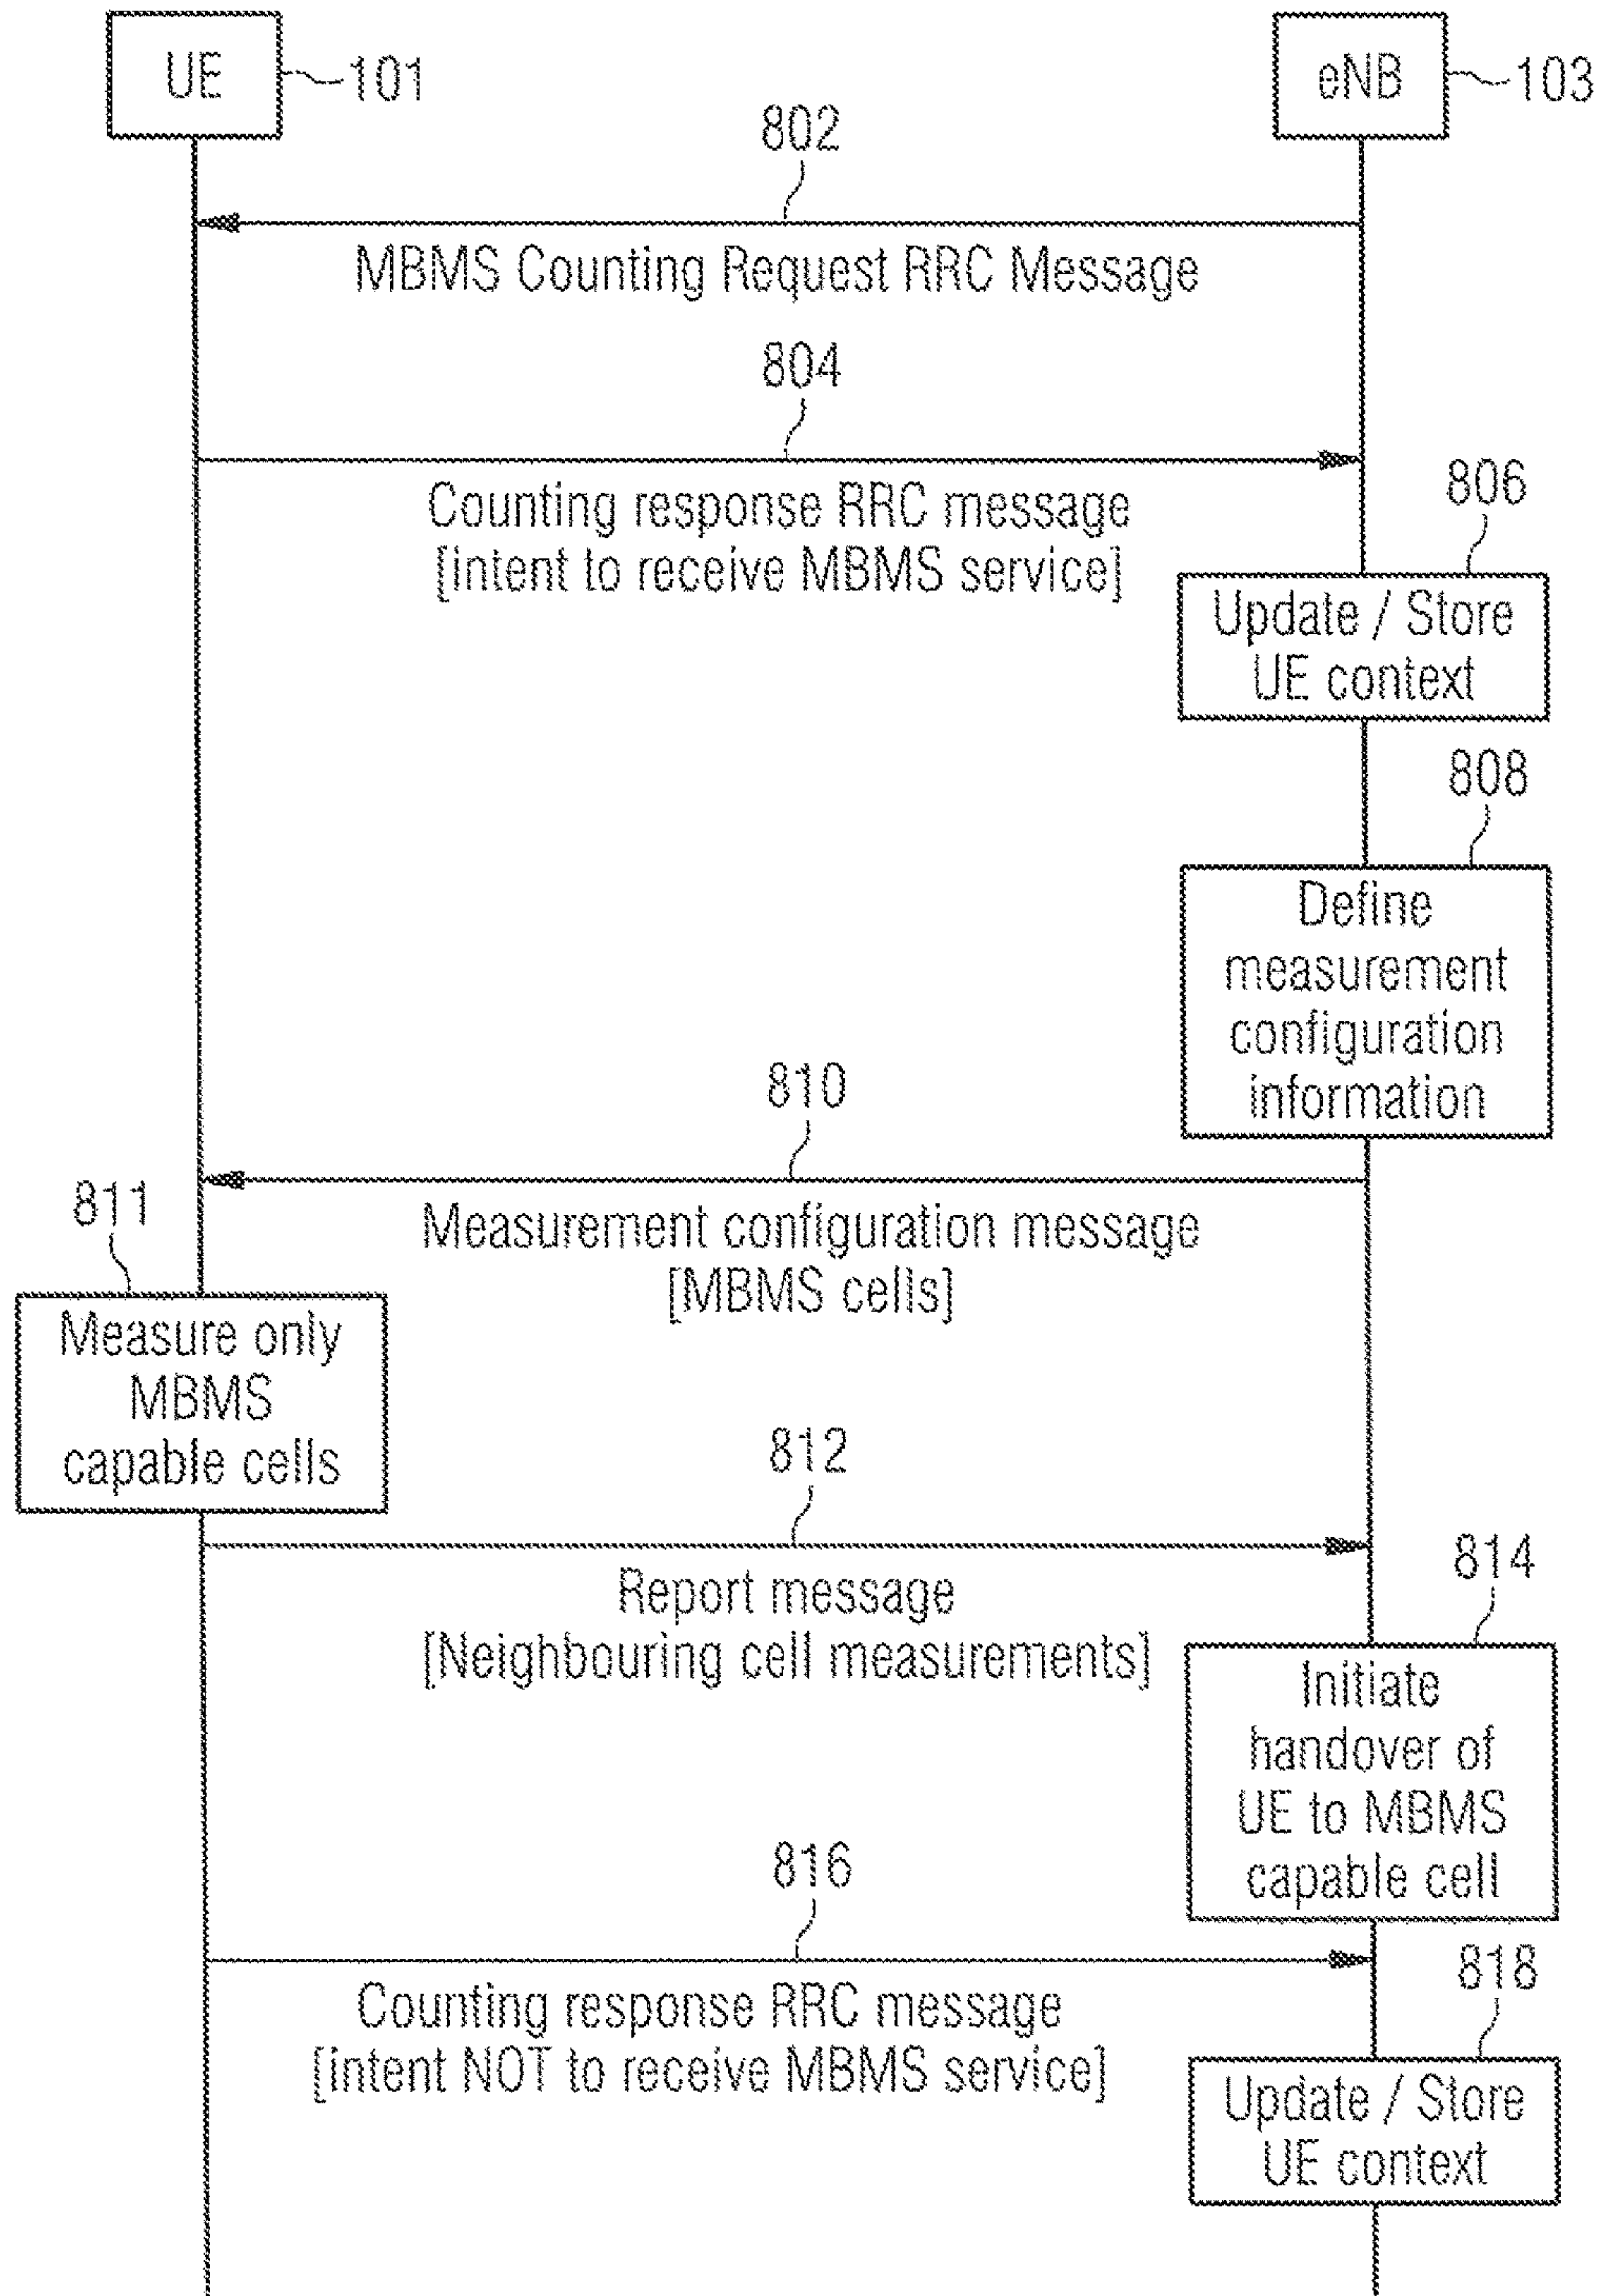 UE
101
eNB
103
802
MBMS Counting Request RRC Message
804
Counting response RRC message
[intent to receive MBMS service]
806
Update / Store
UE context
808
Define
measurement
configuration
information
810
Measurement configuration message
[MBMS cells]
811
Measure only
MBMS
capable cells
812
Report message
[Neighbouring cell measurements]
814
Initiate
handover of
UE to MBMS
capable cell
816
Counting response RRC message
[intent NOT to receive MBMS service]
818
Update / Store
UE context